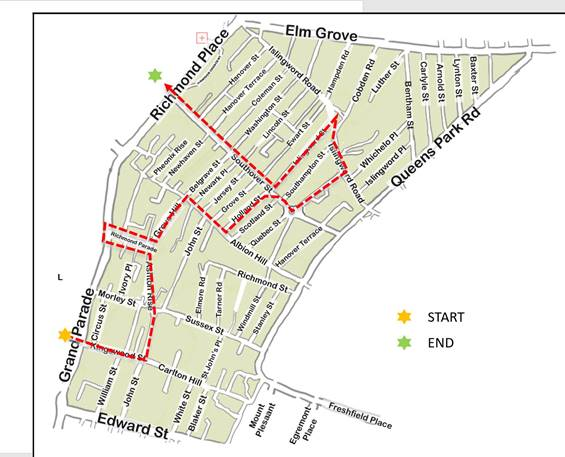 Elm Grove
Richmond Place
Islingword Road
Hanover St
Hanover Terrace
Coleman St
Washington St
Lincoln St
Ewart St
Hampden Rd
Cobden Rd
Luther St
Bentham St
Carlyle St
Arnold St
Lynton St
Baxter St
Queens Park Rd
Whichelo Pl
Islingword Pl
Islingword Road
Southampton St
Southover St
Phoenix Rise
Newhaven St
Belgrave St
Newark Pl
Jersey St
Grove St
Scotland St
Quebec St
Albion Hill
Hanover Terrace
Richmond Parade
John St
Ivory Pl
Ashton Rise
Richmond St
L
Morley St
Elmore Rd
Tarner Rd
Windmill St
Stanley St
Sussex St
Circus St
Grand Parade
Kingswood St
St John's Pl
Carlton Hill
William St
John St
White St
Blaker St
Edward St
Mount
Pleasant
Egremont
Place
Freshfield Place
START
END